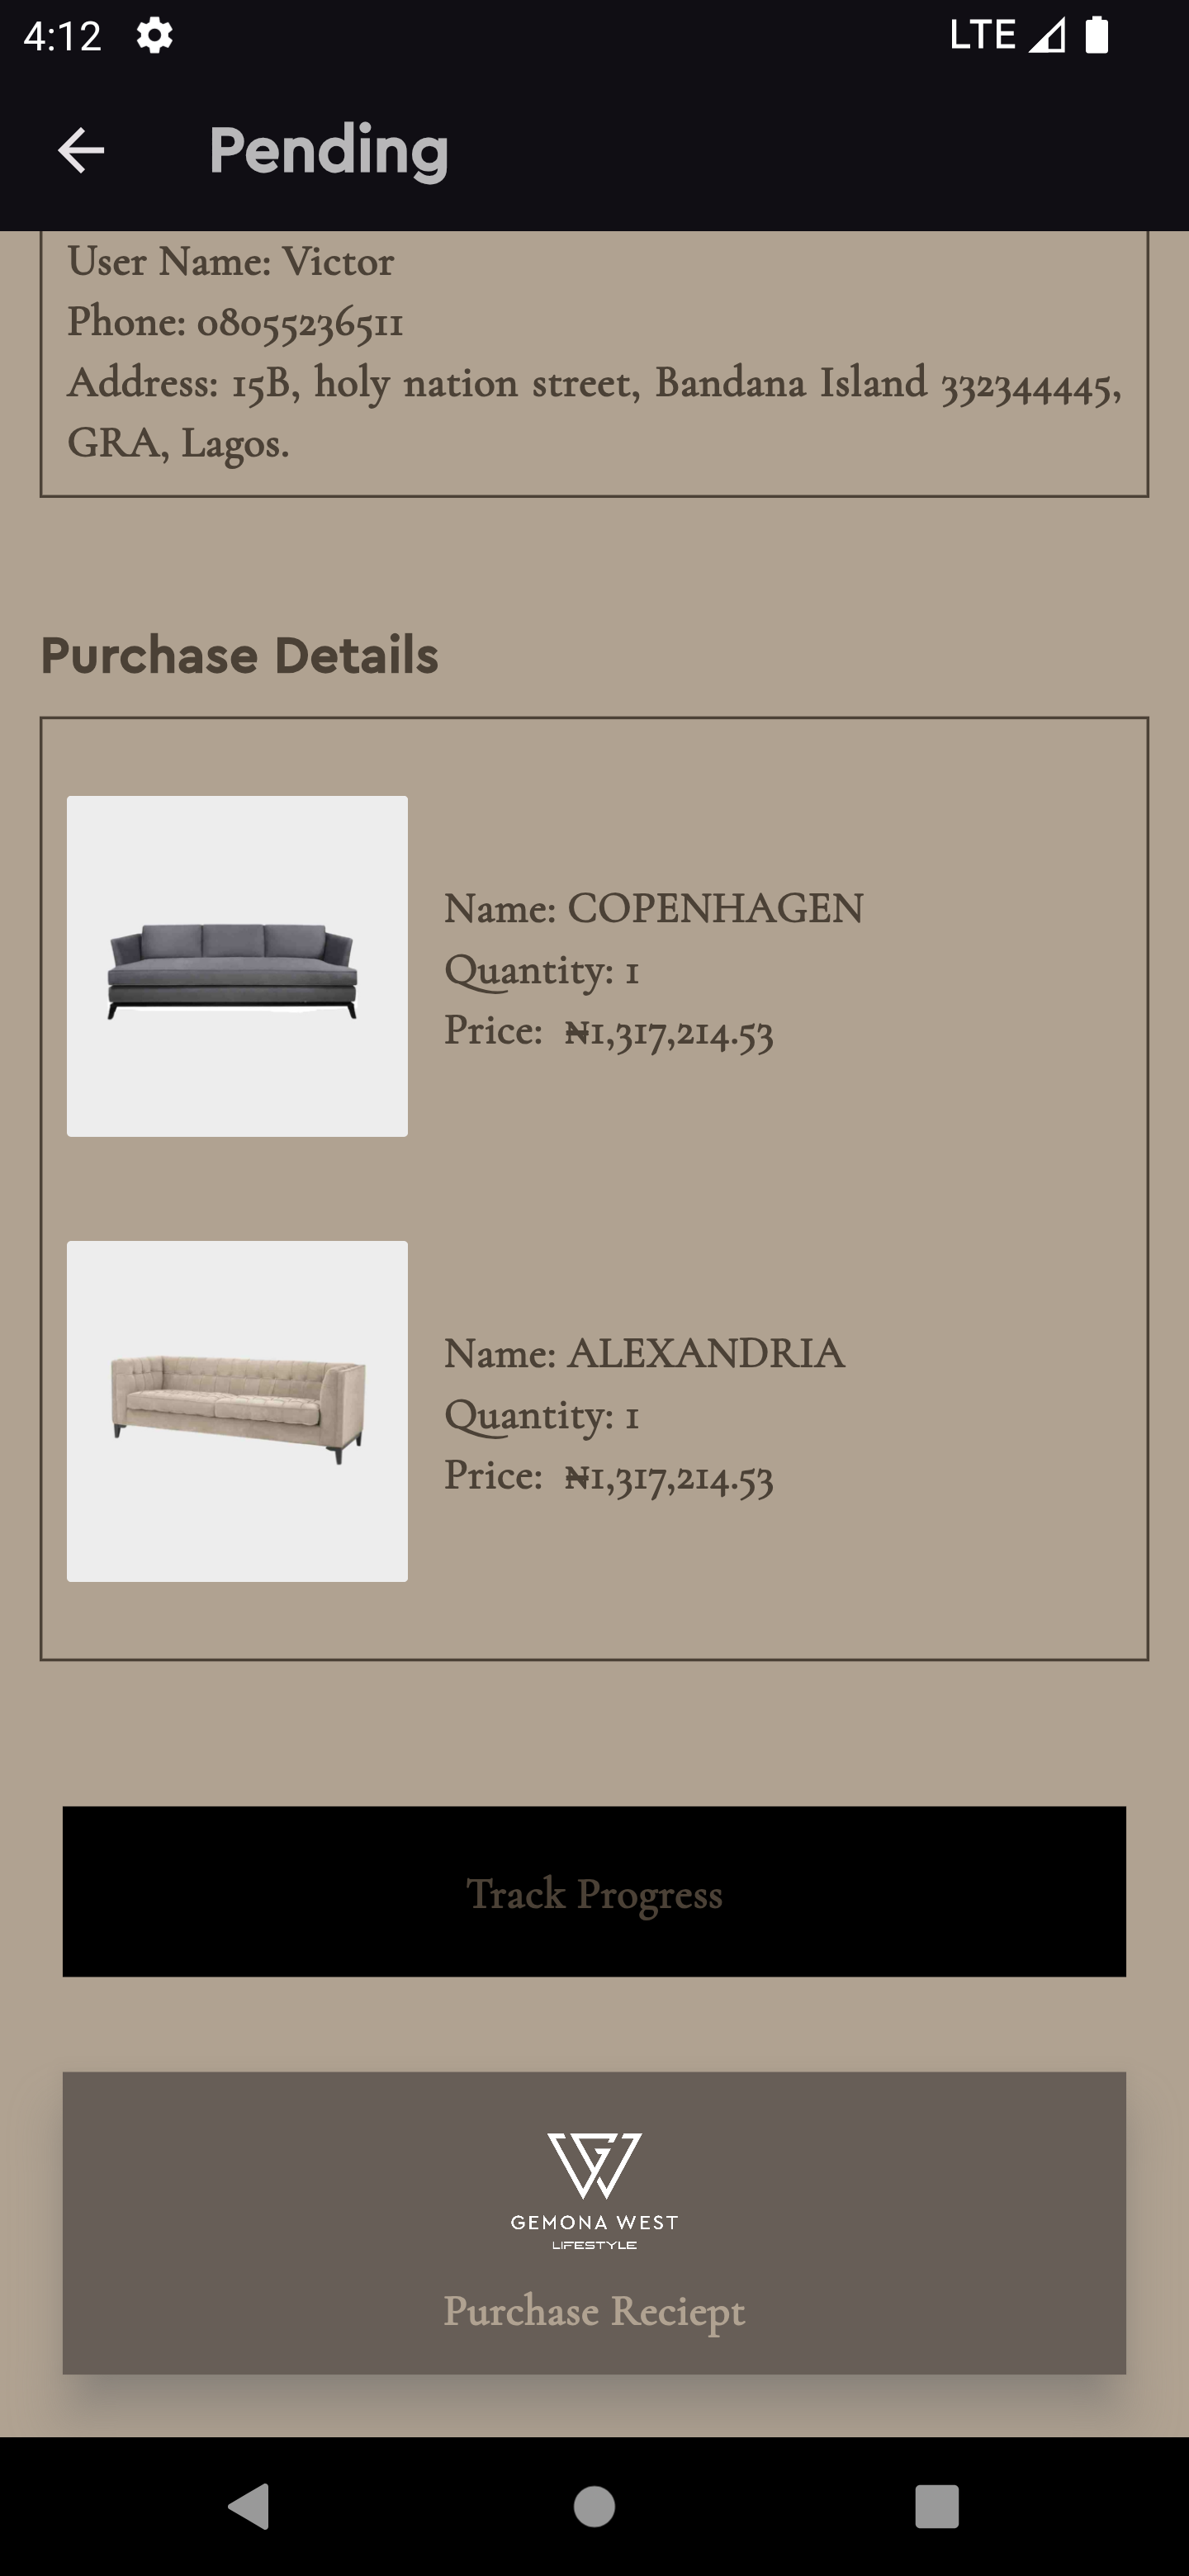 4:12
LTE
Pending
User Name: Victor
Phone: 08055236511
Address: 15B, holy nation street, Bandana Island 332344445,
GRA, Lagos.
Purchase Details
Name: COPENHAGEN
Quantity: 1
Price: ₦1,317,214.53
Name: ALEXANDRIA
Quantity: 1
Price: ₦1,317,214.53
Track Progress
GEMONA WEST
LIFESTYLE
Purchase Reciept